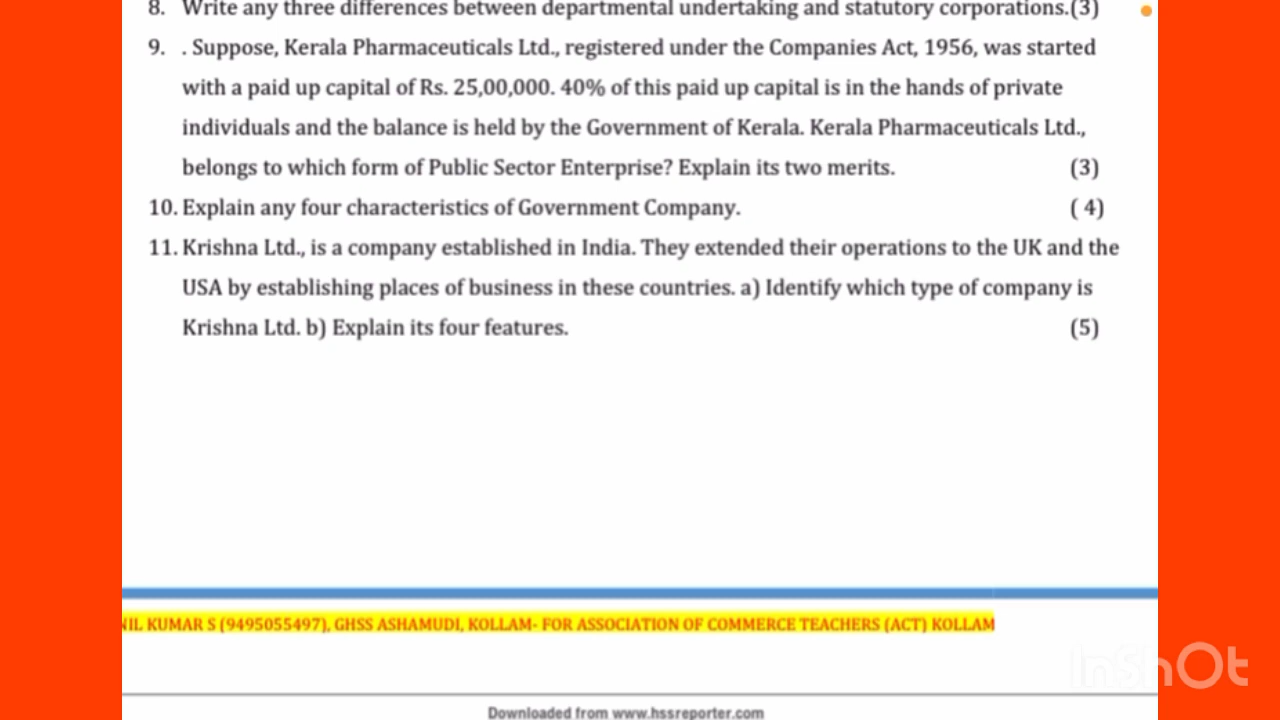 8. Write any three differences between departmental undertaking and statutory corporations.(3)
9. . Suppose, Kerala Pharmaceuticals Ltd., registered under the Companies Act, 1956, was started
with a paid up capital of Rs. 25,00,000. 40% of this paid up capital is in the hands of private
individuals and the balance is held by the Government of Kerala. Kerala Pharmaceuticals Ltd.,
belongs to which form of Public Sector Enterprise? Explain its two merits. (3)
10. Explain any four characteristics of Government Company. ( 4)
11. Krishna Ltd., is a company established in India. They extended their operations to the UK and the
USA by establishing places of business in these countries. a) Identify which type of company is
Krishna Ltd. b) Explain its four features. (5)
NIL KUMAR S (9495055497), GHSS ASHAMUDI, KOLLAM- FOR ASSOCIATION OF COMMERCE TEACHERS (ACT) KOLLAM
InShOt
Downloaded from www.hssreporter.com